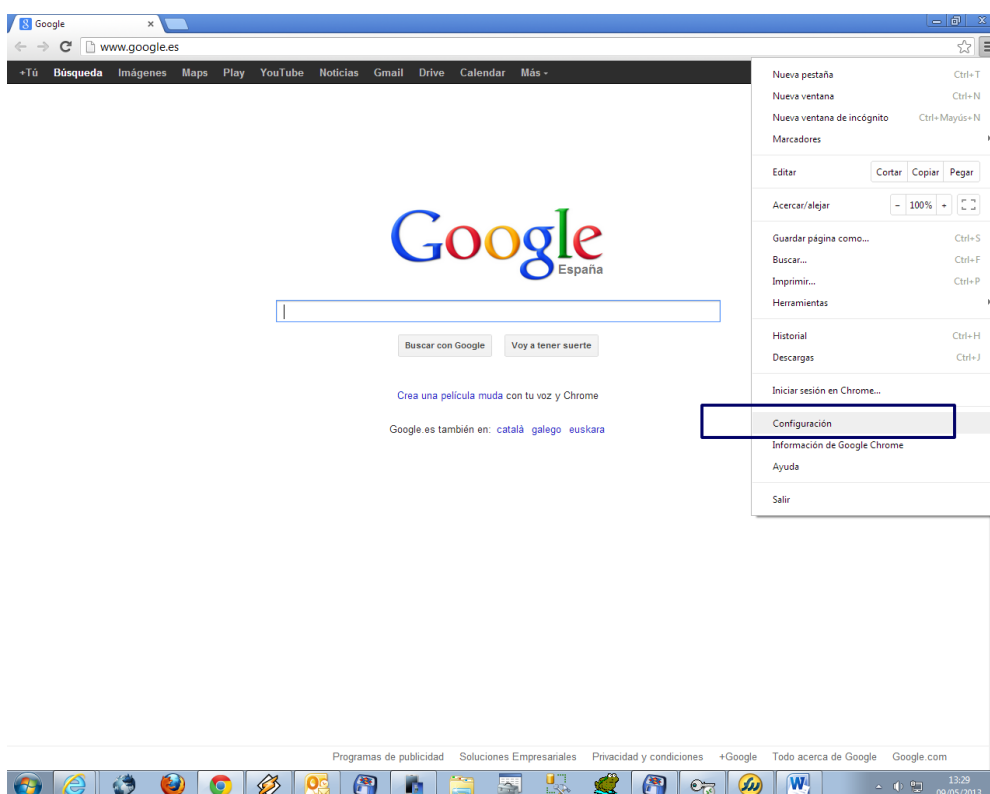 Google
www.google.es
+Tú Búsqueda Imágenes Maps Play YouTube Noticias Gmail Drive Calendar Más
Nueva pestaña Ctrl+T
Nueva ventana Ctrl+N
Nueva ventana de incógnito Ctrl+Mayús+N
Marcadores
Editar Cortar Copiar Pegar
Acercar/alejar - 100% +
Guardar página como... Ctrl+S
Buscar... Ctrl+F
Imprimir... Ctrl+P
Herramientas
Historial Ctrl+H
Descargas Ctrl+J
Iniciar sesión en Chrome...
Configuración
Información de Google Chrome
Ayuda
Salir
Google
España
Buscar con Google Voy a tener suerte
Crea una película muda con tu voz y Chrome
Google.es también en: català galego euskara
Programas de publicidad Soluciones Empresariales Privacidad y condiciones +Google Todo acerca de Google Google.com
13:29
09/05/2013